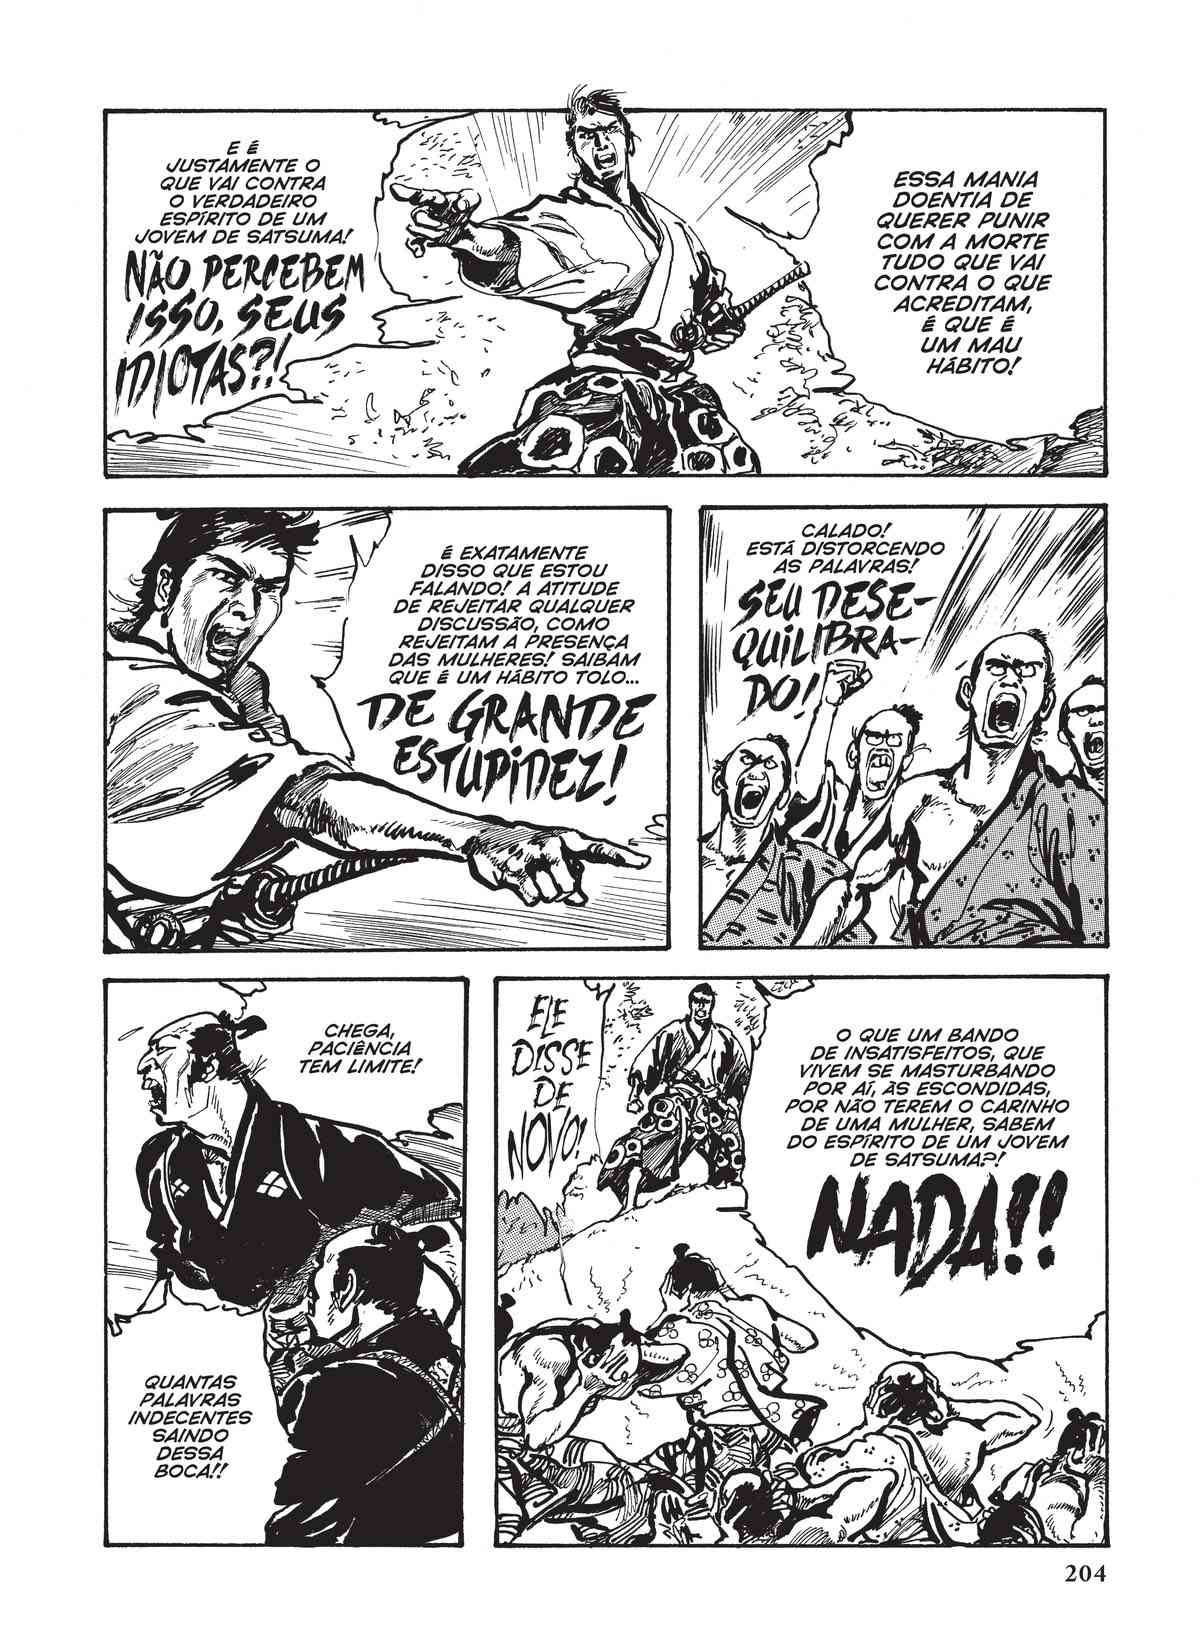 E É
JUSTAMENTE O
QUE VAI CONTRA
O VERDADEIRO
ESPÍRITO DE UM
JOVEM DE SATSUMA!
NÃO PERCEBEM
ISSO, SEUS
IDIOTAS?!
ESSA MANIA
DOENTIA DE
QUERER PUNIR
COM A MORTE
TUDO QUE VAI
CONTRA O QUE
ACREDITAM,
É QUE É
UM MAU
HÁBITO!
É EXATAMENTE
DISSO QUE ESTOU
FALANDO! A ATITUDE
DE REJEITAR QUALQUER
DISCUSSÃO, COMO
REJEITAM A PRESENÇA
DAS MULHERES! SAIBAM
QUE É UM HÁBITO TOLO...
DE GRANDE
ESTUPIDEZ!
CALADO!
ESTÁ DISTORCENDO
AS PALAVRAS!
SEU DESE-
QUILIBRA-
DO!
CHEGA,
PACIÊNCIA
TEM LIMITE!
QUANTAS
PALAVRAS
INDECENTES
SAINDO
DESSA
BOCA!!
ELE
DISSE
DE
NOVO!
O QUE UM BANDO
DE INSATISFEITOS, QUE
VIVEM SE MASTURBANDO
POR AÍ, ÀS ESCONDIDAS,
POR NÃO TEREM O CARINHO
DE UMA MULHER, SABEM
DO ESPÍRITO DE UM JOVEM
DE SATSUMA?!
NADA!!
204